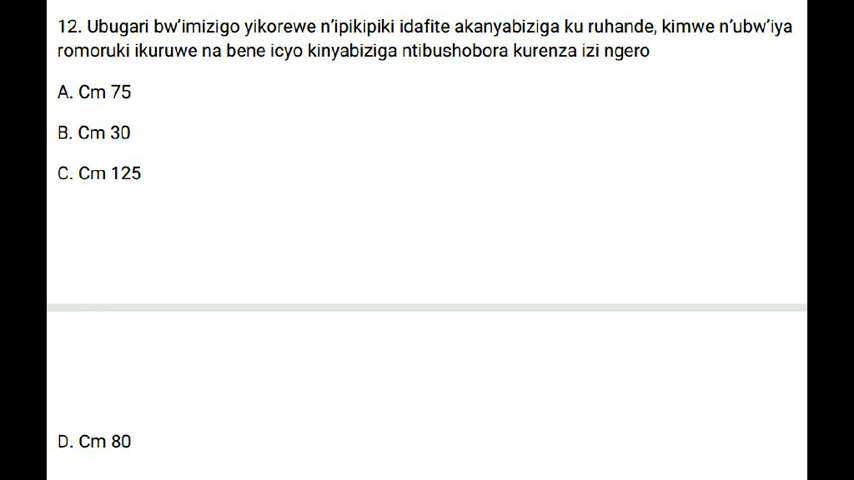 12. Ubugari bw'imizigo yikorewe n'ipikipiki idafite akanyabiziga ku ruhande, kimwe n'ubw'iya
romoruki ikuruwe na bene icyo kinyabiziga ntibushobora kurenza izi ngero
A. Cm 75
B. Cm 30
C. Cm 125
D. Cm 80